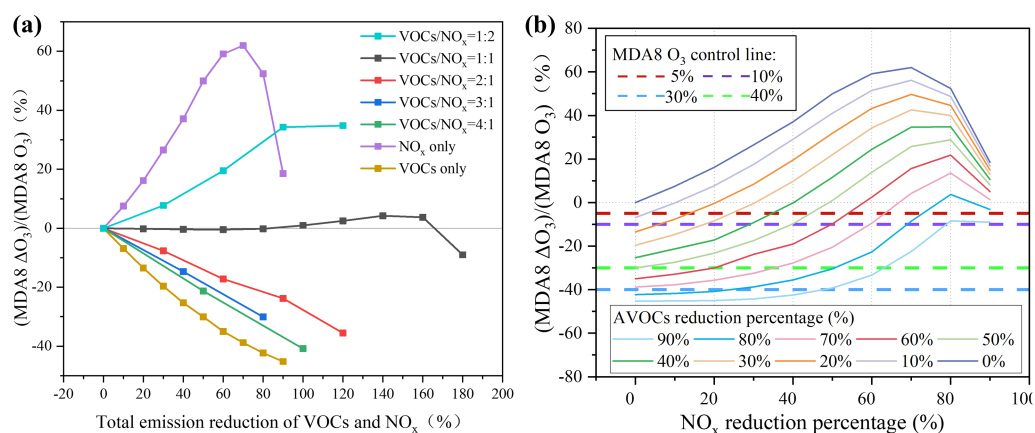 (a)
(MDA8 ΔO3)/(MDA8 O3) (%)
60
40
20
0
-20
-40
-20 0 20 40 60 80 100 120 140 160 180 200
Total emission reduction of VOCs and NOx (%)
VOCs/NOx=1:2
VOCs/NOx=1:1
VOCs/NOx=2:1
VOCs/NOx=3:1
VOCs/NOx=4:1
NOx only
VOCs only
(b)
(MDA8 ΔO3)/(MDA8 O3) (%)
80
60
40
20
0
-20
-40
-60
-80
0 20 40 60 80 100
NOx reduction percentage (%)
MDA8 O3 control line:
5% 10%
30% 40%
AVOCs reduction percentage (%)
90% 80% 70% 60% 50%
40% 30% 20% 10% 0%